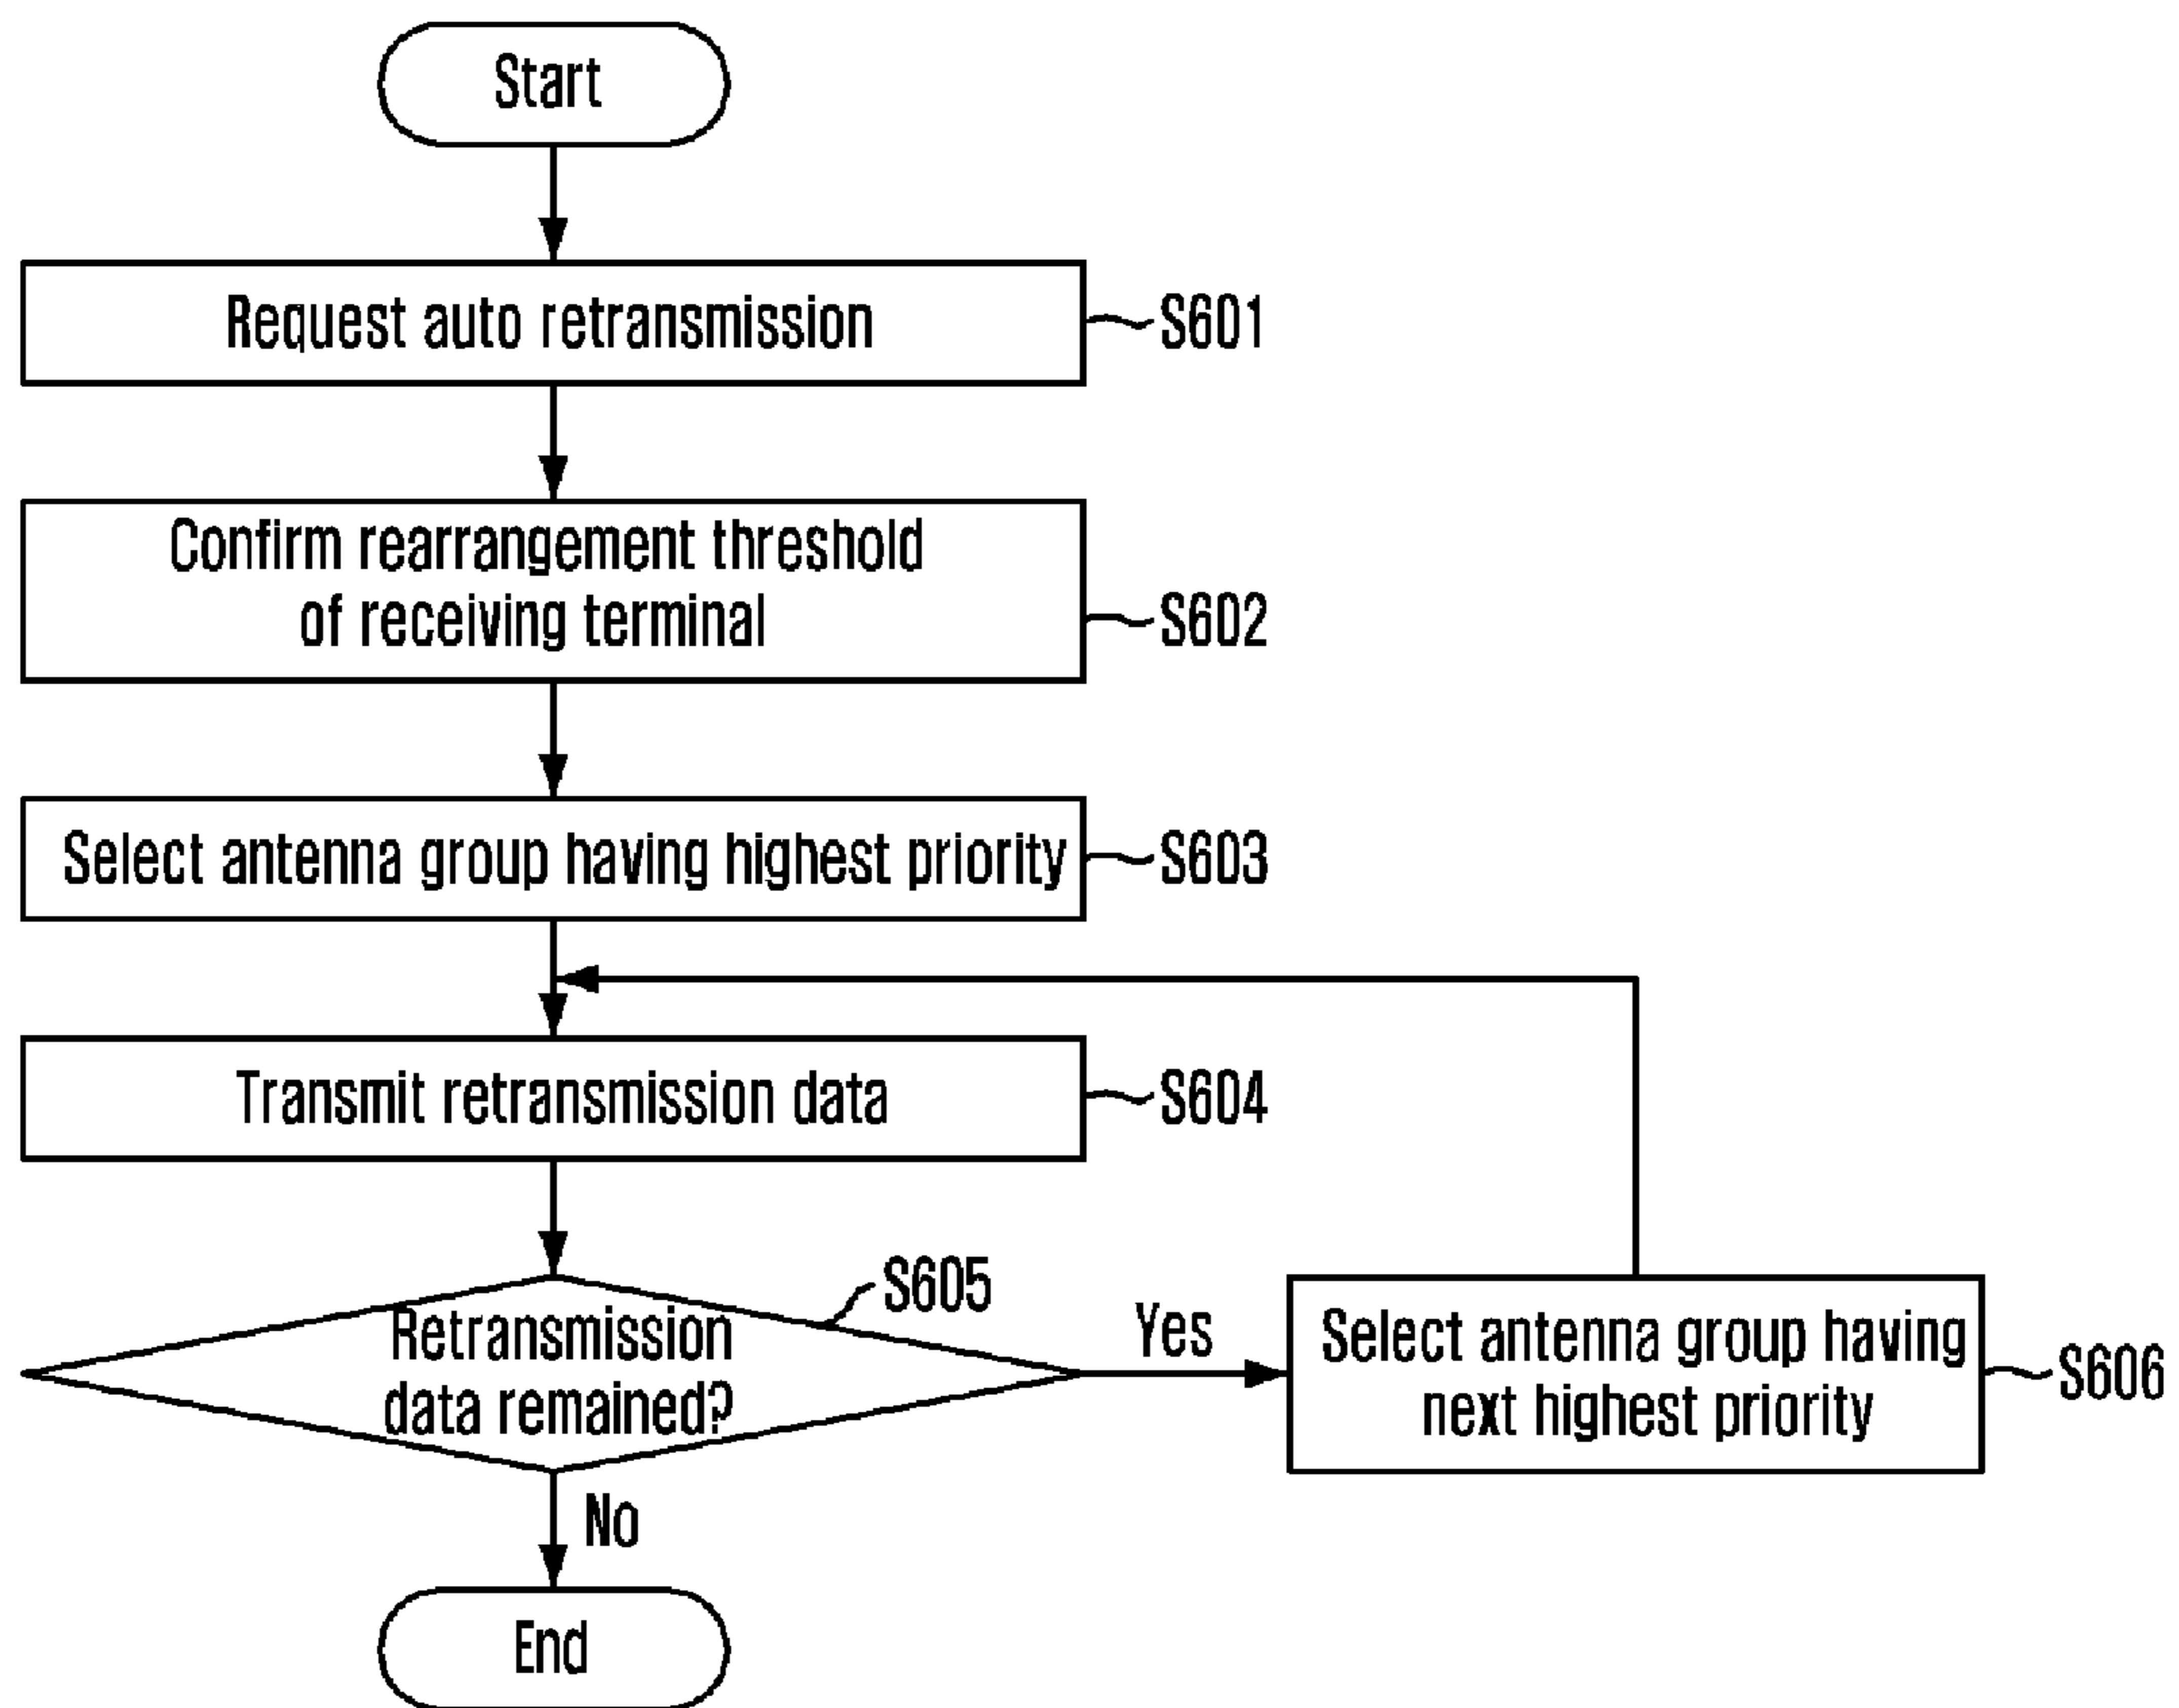 Start
Request auto retransmission
S601
Confirm rearrangement threshold
of receiving terminal
S602
Select antenna group having highest priority
S603
Transmit retransmission data
S604
S605
Retransmission
data remained?
Yes
Select antenna group having
next highest priority
S606
No
End